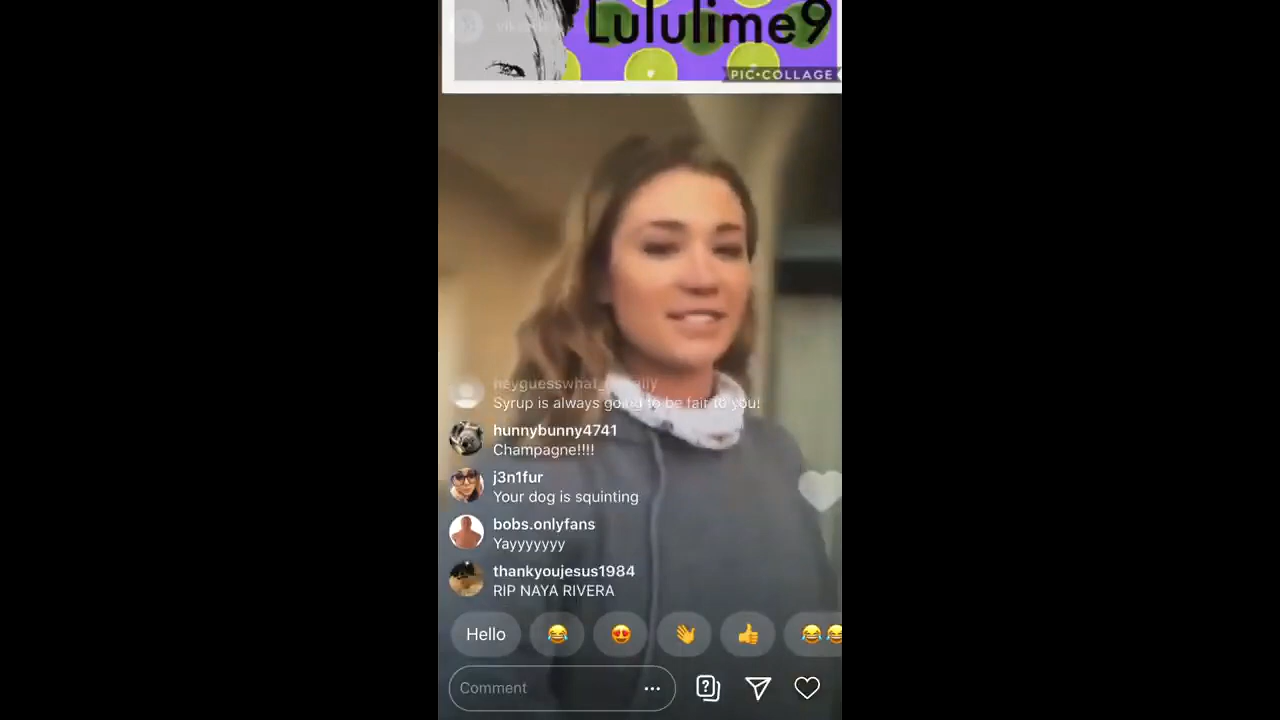 Lululime9
PIC•COLLAGE
Syrup is always going to be fair to you!
hunnybunny4741
Champagne!!!!
j3n1fur
Your dog is squinting
bobs.onlyfans
Yayyyyyyy
thankyoujesus1984
RIP NAYA RIVERA
Hello
Comment